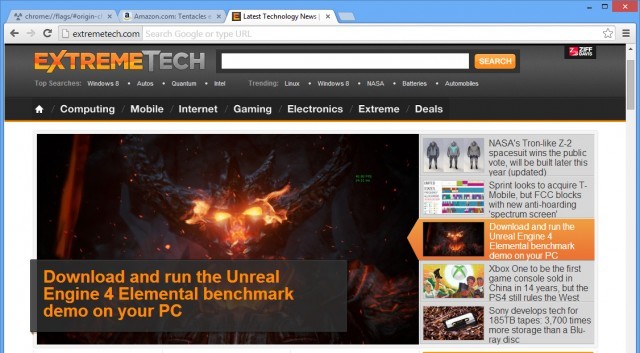 chrome://flags/#origin-ch
Amazon.com: Tentacles
Latest Technology News |
extremetech.com
Search Google or type URL
EXTREMETECH
SEARCH
ZIFF DAVIS
Top Searches: Windows 8 • Autos • Quantum • Intel Trending: Linux • Windows 8 • NASA • Batteries • Automobiles
/ Computing / Mobile / Internet / Gaming / Electronics / Extreme / Deals
NASA's Tron-like Z-2
spacesuit wins the public
vote, will be built later this
year (updated)
Sprint looks to acquire T-
Mobile, but FCC blocks
with new anti-hoarding
'spectrum screen'
Download and run the
Unreal Engine 4
Elemental benchmark
demo on your PC
Xbox One to be the first
game console sold in
China in 14 years, but the
PS4 still rules the West
Sony develops tech for
185TB tapes: 3,700 times
more storage than a Blu-
ray disc
Download and run the Unreal
Engine 4 Elemental benchmark
demo on your PC